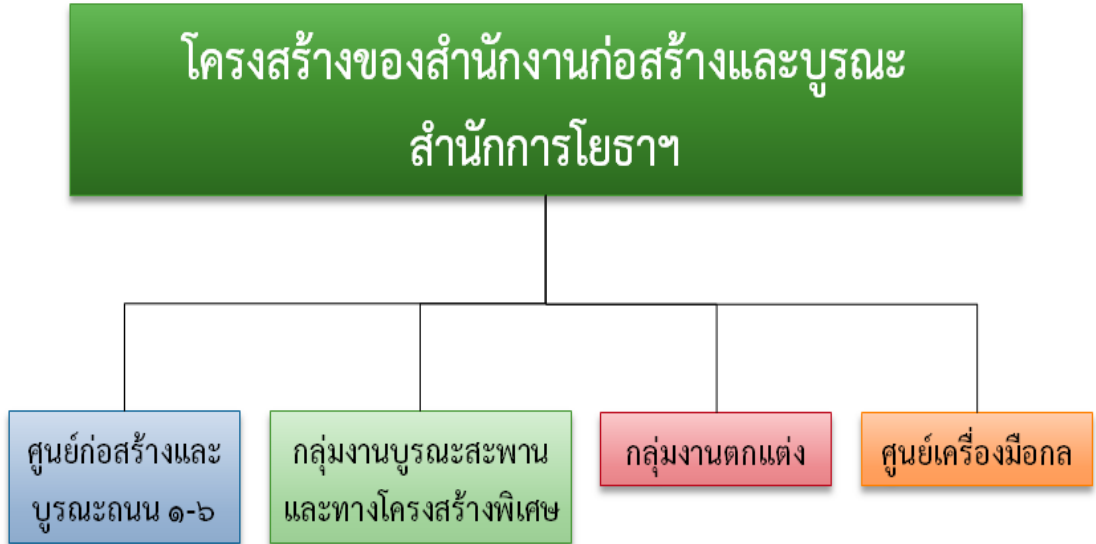 โครงสร้างของสำนักงานก่อสร้างและบูรณะ
สำนักการโยธาฯ
ศูนย์ก่อสร้างและ
บูรณะถนน ๑-๖
กลุ่มงานบูรณะสะพาน
และทางโครงสร้างพิเศษ
กลุ่มงานตกแต่ง
ศูนย์เครื่องมือกล